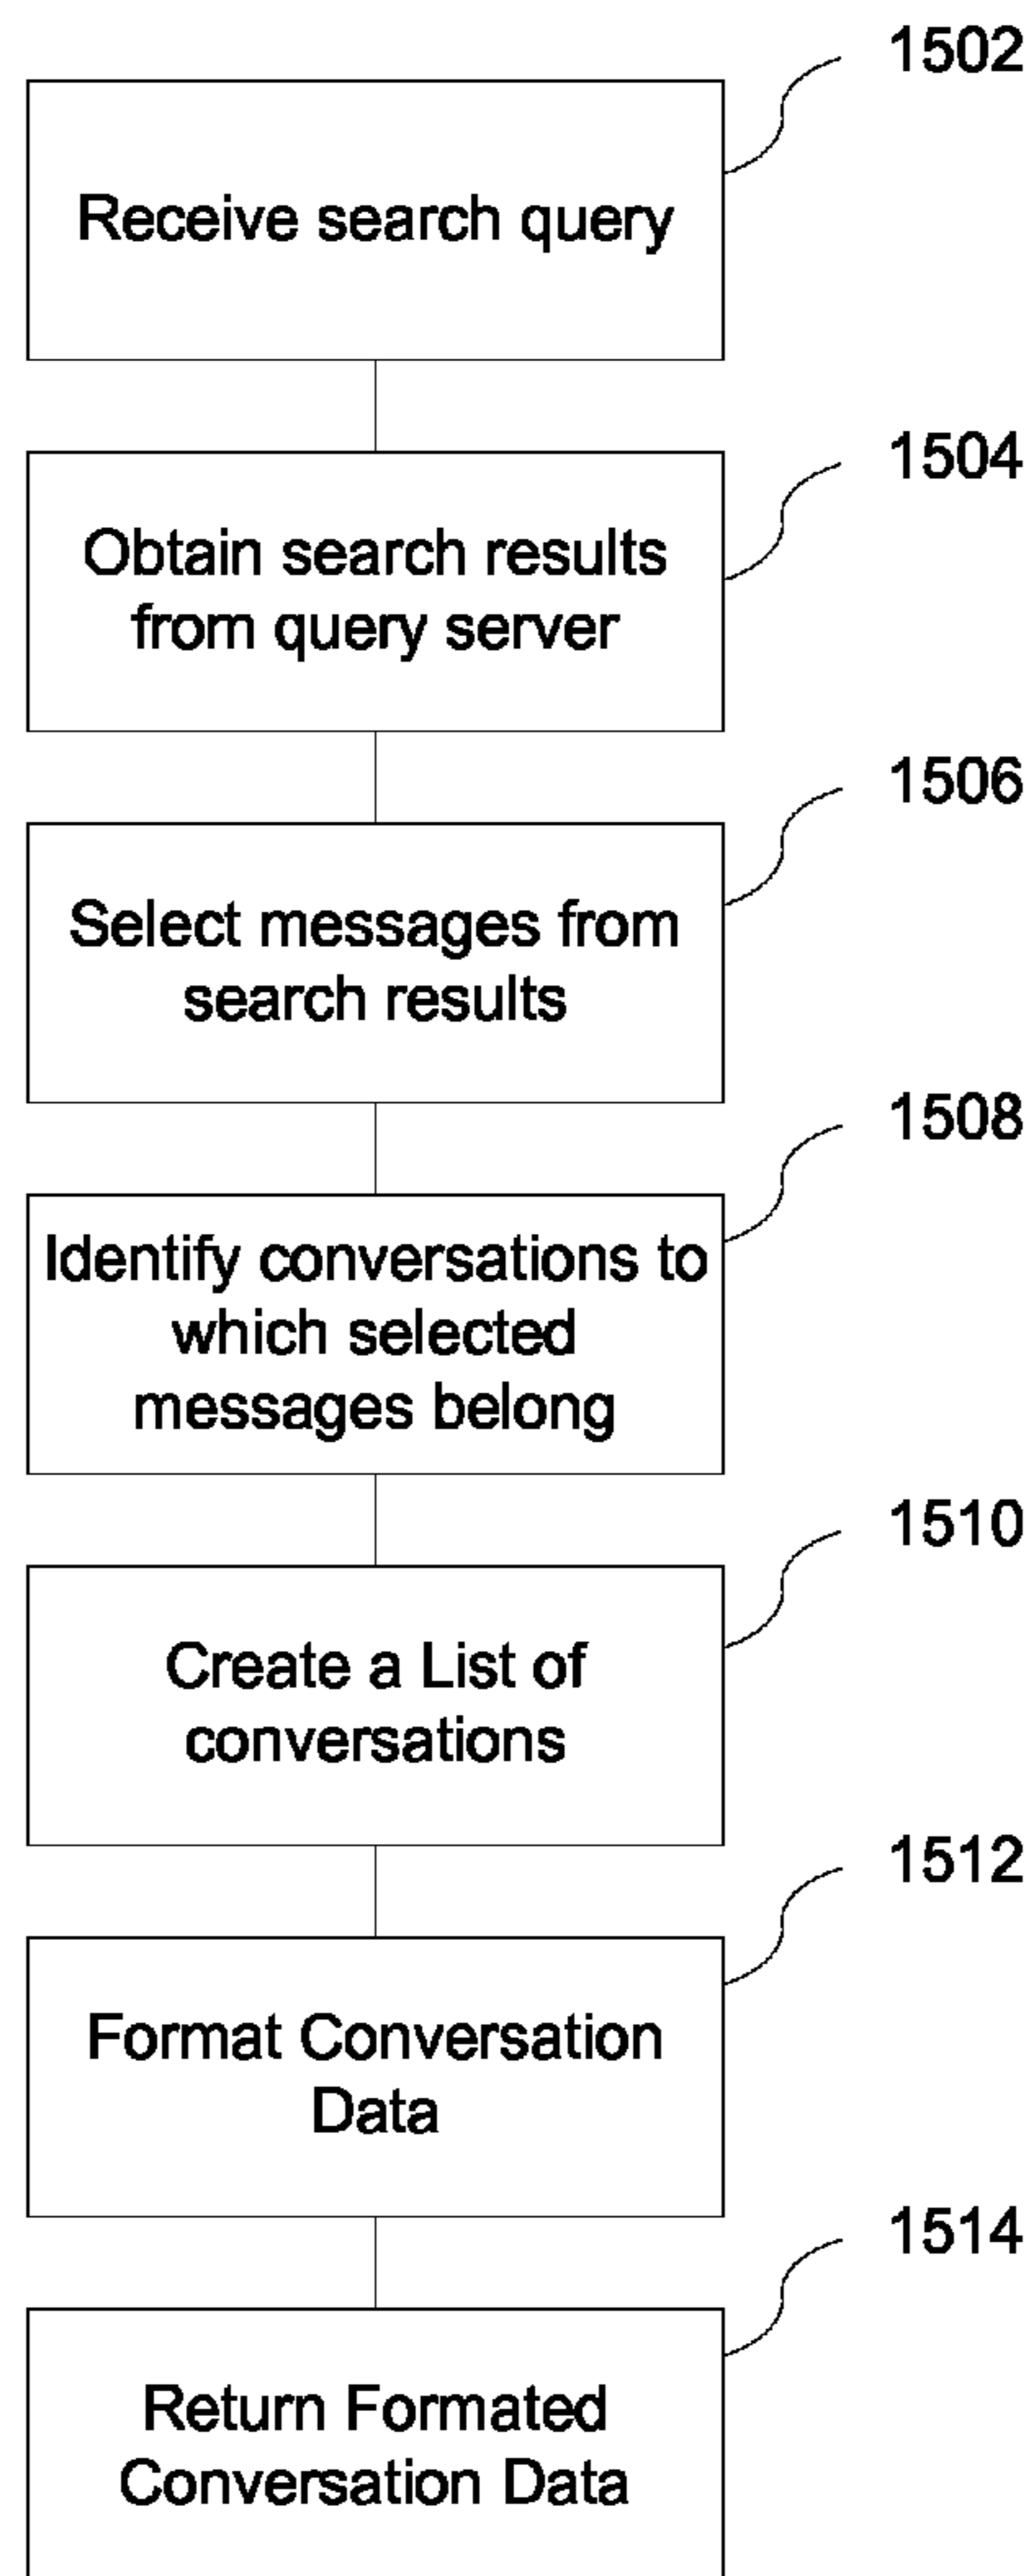 1502
Receive search query
1504
Obtain search results
from query server
1506
Select messages from
search results
1508
Identify conversations to
which selected
messages belong
1510
Create a List of
conversations
1512
Format Conversation
Data
1514
Return Formated
Conversation Data